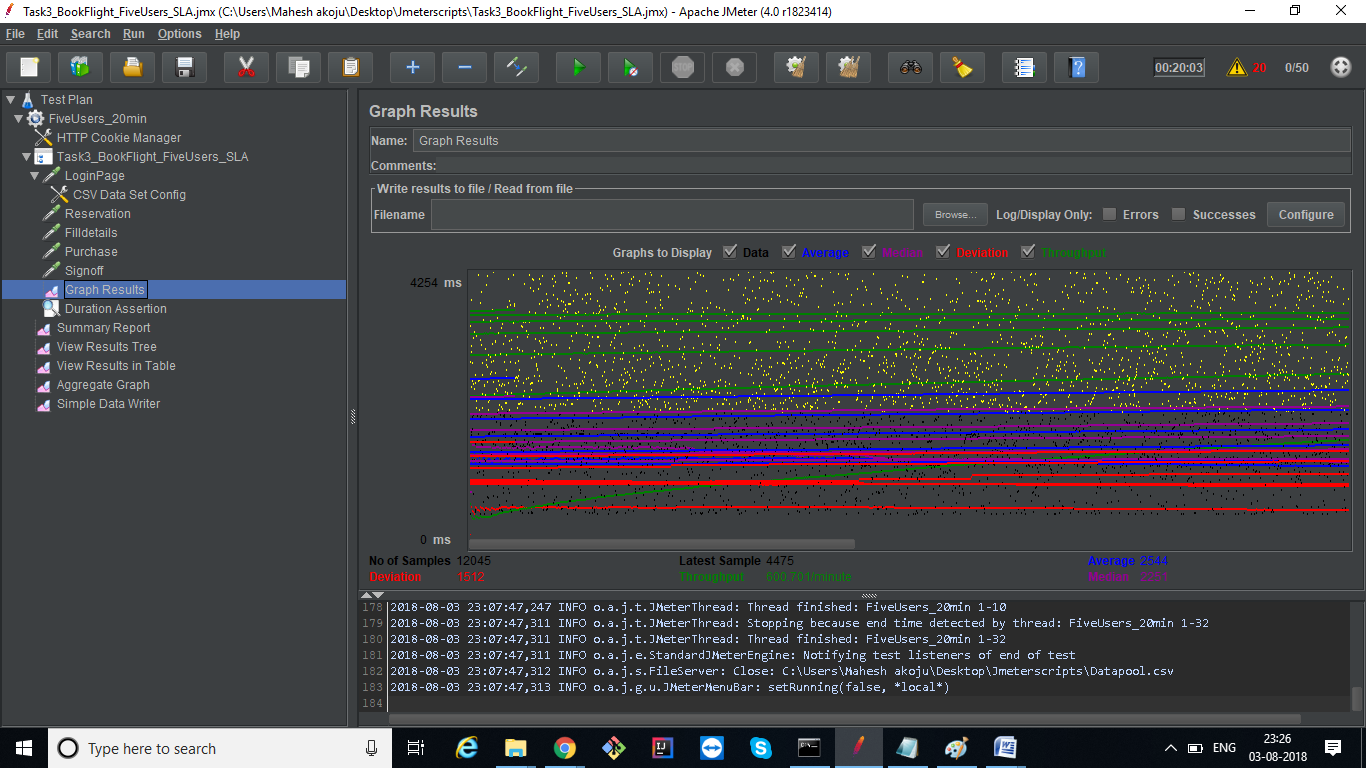 Task3_BookFlight_FiveUsers_SLA.jmx (C:\Users\Mahesh akoju\Desktop\Jmeterscripts\Task3_BookFlight_FiveUsers_SLA.jmx) - Apache JMeter (4.0 r1823414)
File Edit Search Run Options Help
STOP 00:20:03 20 0/50
Test Plan
FiveUsers_20min
HTTP Cookie Manager
Task3_BookFlight_FiveUsers_SLA
LoginPage
CSV Data Set Config
Reservation
Filldetails
Purchase
Signoff
Graph Results
Duration Assertion
Summary Report
View Results Tree
View Results in Table
Aggregate Graph
Simple Data Writer
Graph Results
Name: Graph Results
Comments:
Write results to file / Read from file
Filename Browse... Log/Display Only: Errors Successes Configure
Graphs to Display Data Average Median Deviation Throughput
4254 ms
0 ms
No of Samples 12045 Latest Sample 4475 Average 2544
Deviation 1512 Throughput 600.701/minute Median
178 2018-08-03 23:07:47,247 INFO o.a.j.t.JMeterThread: Thread finished: FiveUsers_20min 1-10
179 2018-08-03 23:07:47,311 INFO o.a.j.t.JMeterThread: Stopping because end time detected by thread: FiveUsers_20min 1-32
180 2018-08-03 23:07:47,311 INFO o.a.j.t.JMeterThread: Thread finished: FiveUsers_20min 1-32
181 2018-08-03 23:07:47,311 INFO o.a.j.e.StandardJMeterEngine: Notifying test listeners of end of test
182 2018-08-03 23:07:47,312 INFO o.a.j.s.FileServer: Close: C:\Users\Mahesh akoju\Desktop\Jmeterscripts\Datapool.csv
183 2018-08-03 23:07:47,313 INFO o.a.j.g.u.JMeterMenuBar: setRunning(false, *local*)
184
Type here to search
ENG
23:26
03-08-2018